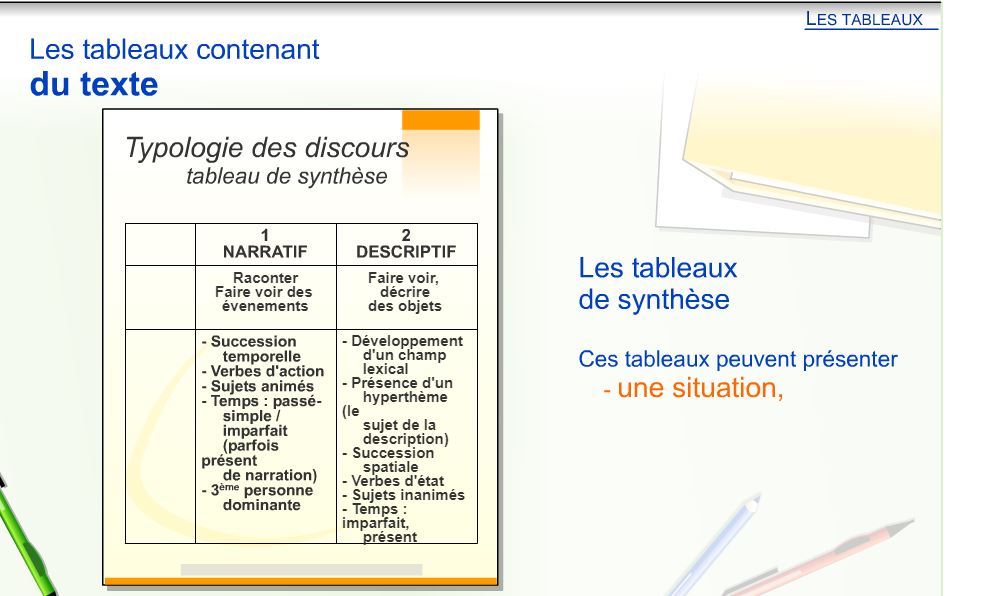 LES TABLEAUX
Les tableaux contenant
du texte
Typologie des discours
tableau de synthèse
1
NARRATIF
2
DESCRIPTIF
Raconter
Faire voir des
évenements
Faire voir,
décrire
des objets
- Succession
temporelle
- Verbes d'action
- Sujets animés
- Temps : passé-
simple /
imparfait
(parfois
présent
de narration)
- 3ème personne
dominante
- Développement
d'un champ
lexical
- Présence d'un
hyperthème
(le
sujet de la
description)
- Succession
spatiale
- Verbes d'état
- Sujets inanimés
- Temps :
imparfait,
présent
Les tableaux
de synthèse
Ces tableaux peuvent présenter
- une situation,